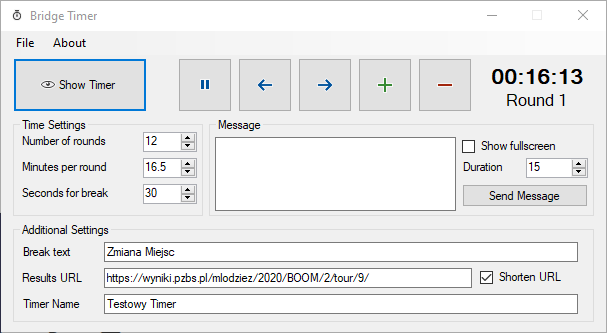 Bridge Timer
File About
Show Timer
00:16:13
Round 1
Time Settings
Number of rounds 12
Minutes per round 16.5
Seconds for break 30
Message
Show fullscreen
Duration 15
Send Message
Additional Settings
Break text Zmiana Miejsc
Results URL https://wyniki.pzbs.pl/mlodziez/2020/BOOM/2/tour/9/ Shorten URL
Timer Name Testowy Timer